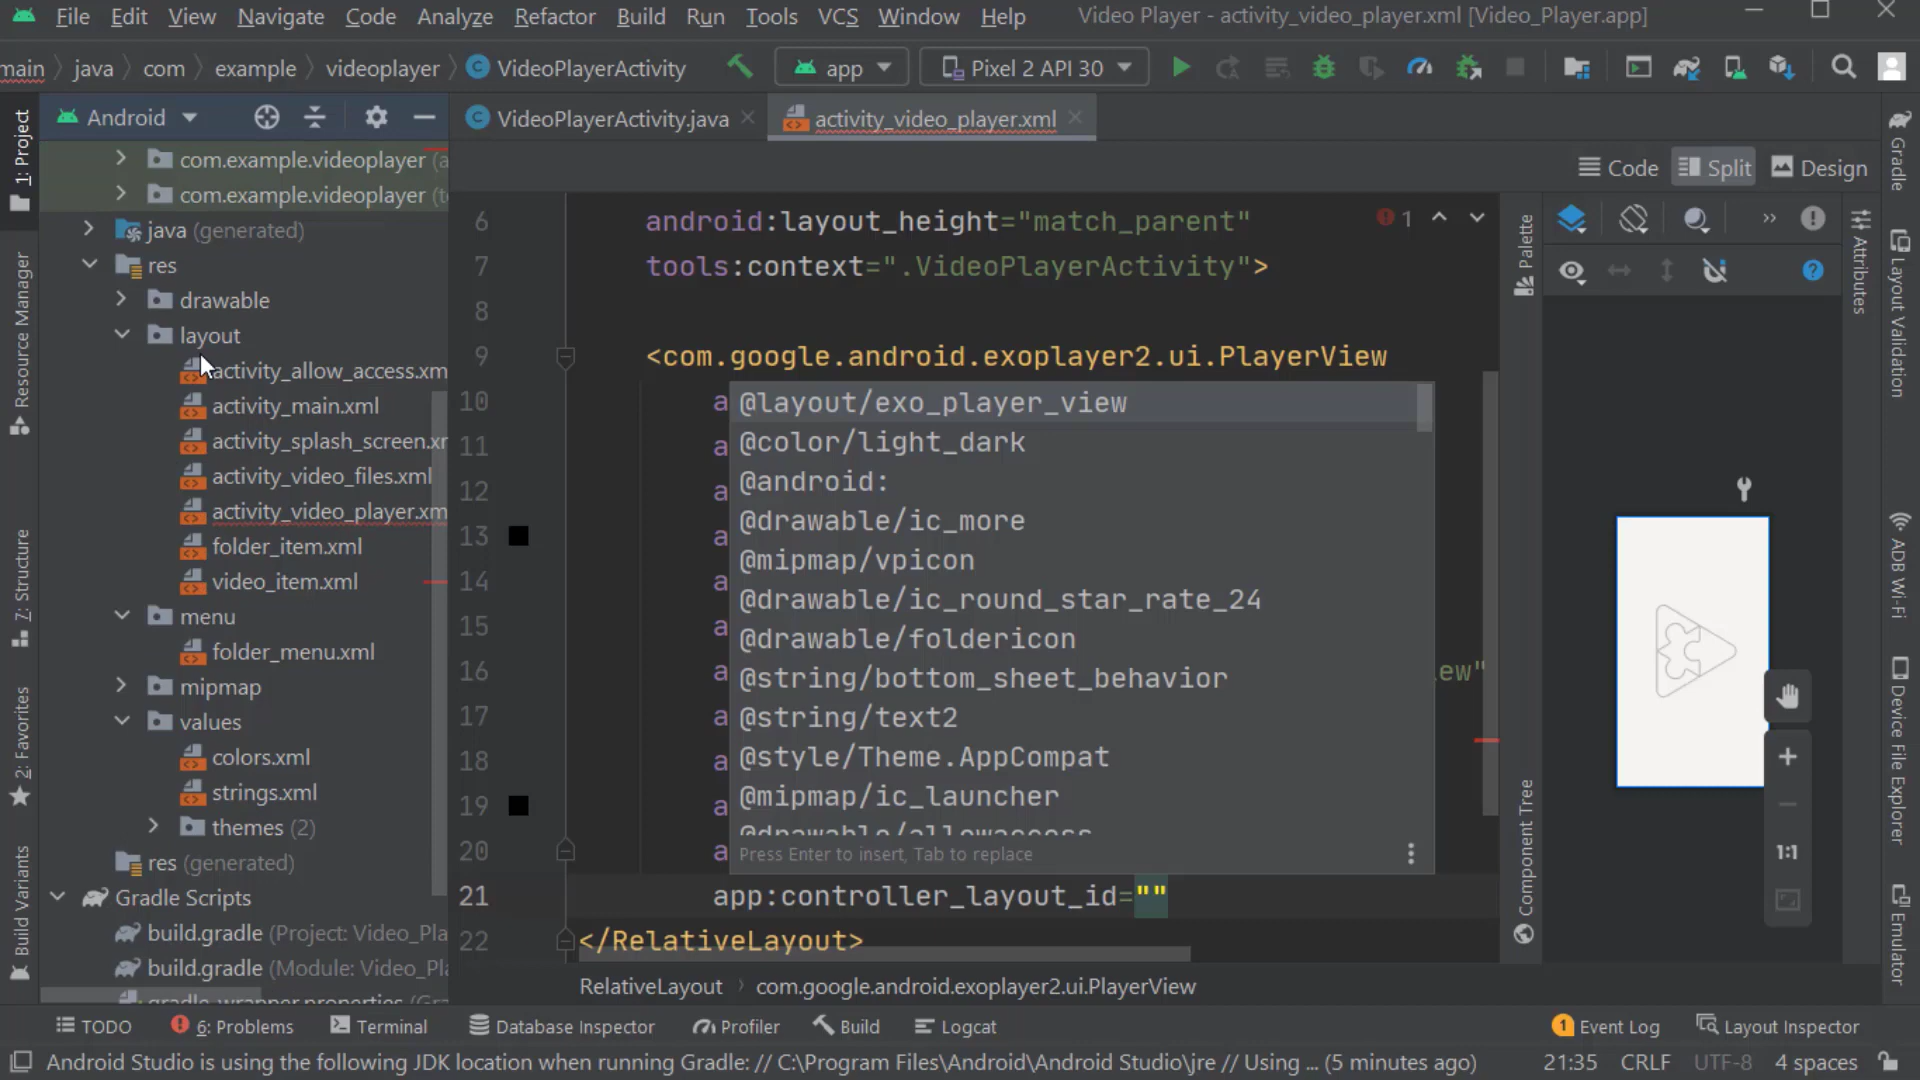 File Edit View Navigate Code Analyze Refactor Build Run Tools VCS Window Help Video Player - activity_video_player.xml [Video_Player.app]
main java com example videoplayer VideoPlayerActivity app Pixel 2 API 30
Android
VideoPlayerActivity.java activity_video_player.xml
Code Split Design
1: Project
Resource Manager
7: Structure
2: Favorites
Build Variants
com.example.videoplayer (a
com.example.videoplayer (t
java (generated)
res
drawable
layout
activity_allow_access.xm
activity_main.xml
activity_splash_screen.xr
activity_video_files.xml
activity_video_player.xm
folder_item.xml
video_item.xml
menu
folder_menu.xml
mipmap
values
colors.xml
strings.xml
themes (2)
res (generated)
Gradle Scripts
build.gradle (Project: Video_Pla
build.gradle (Module: Video_Pl
gradle-wrapper.properties (Gra
6 android:layout_height="match_parent" 1
7 tools:context=".VideoPlayerActivity">
8
9 <com.google.android.exoplayer2.ui.PlayerView
10 a
11 a
12 a
13 a
14 a
15 a
16 a ew"
17 a
18 a
19 a
20 a
@layout/exo_player_view
@color/light_dark
@android:
@drawable/ic_more
@mipmap/vpicon
@drawable/ic_round_star_rate_24
@drawable/foldericon
@string/bottom_sheet_behavior
@string/text2
@style/Theme.AppCompat
@mipmap/ic_launcher
@drawable/allowaccess
Press Enter to insert, Tab to replace
21 app:controller_layout_id=""
22 </RelativeLayout>
RelativeLayout com.google.android.exoplayer2.ui.PlayerView
Palette
Component Tree
1:1
Attributes
Gradle
Layout Validation
ADB Wi-Fi
Device File Explorer
Emulator
TODO 6: Problems Terminal Database Inspector Profiler Build Logcat 1 Event Log Layout Inspector
Android Studio is using the following JDK location when running Gradle: // C:\Program Files\Android\Android Studio\jre // Using ... (5 minutes ago) 21:35 CRLF UTF-8 4 spaces